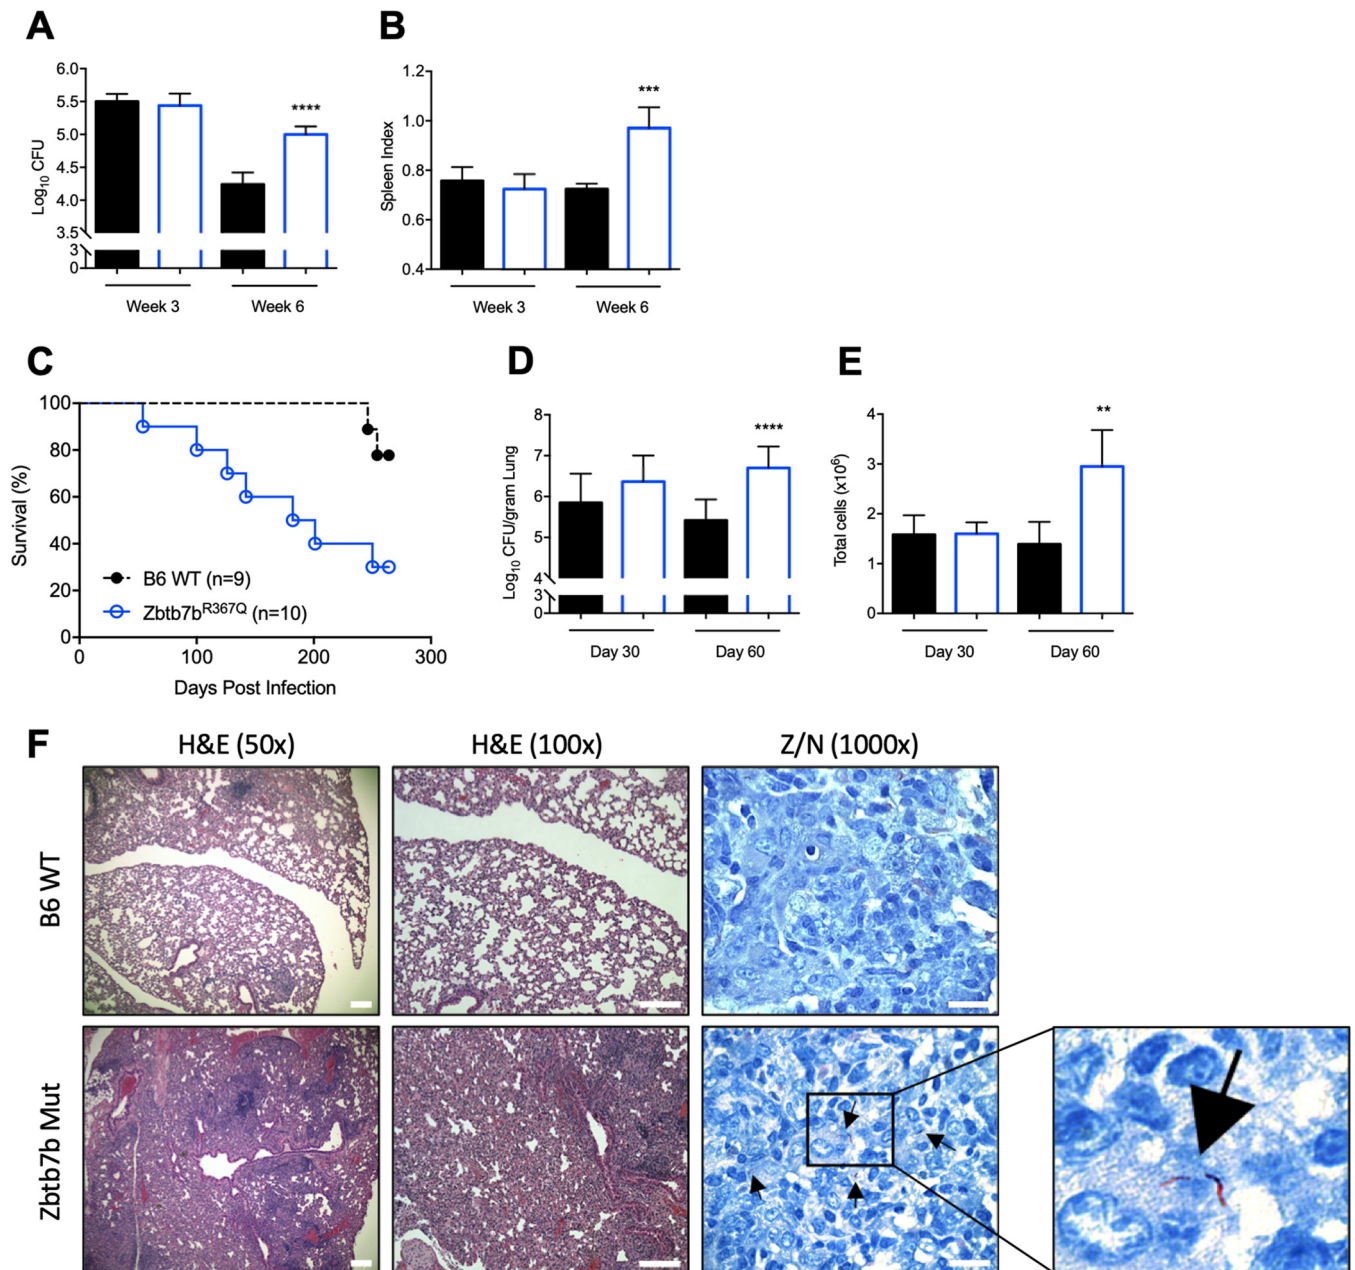 A
B
6.0
5.5
5.0
4.5
4.0
3.5
3
0
Log10 CFU
****
Week 3
Week 6
1.2
1.0
0.8
0.6
0.4
Spleen Index
***
Week 3
Week 6
C
D
E
100
80
60
40
20
0
Survival (%)
B6 WT (n=9)
Zbtb7bR367Q (n=10)
0
100
200
300
Days Post Infection
8
7
6
5
4
3
0
Log10 CFU/gram Lung
****
Day 30
Day 60
4
3
2
1
0
Total cells (x10⁶)
**
Day 30
Day 60
F
H&E (50x)
H&E (100x)
Z/N (1000x)
B6 WT
Zbtb7b Mut